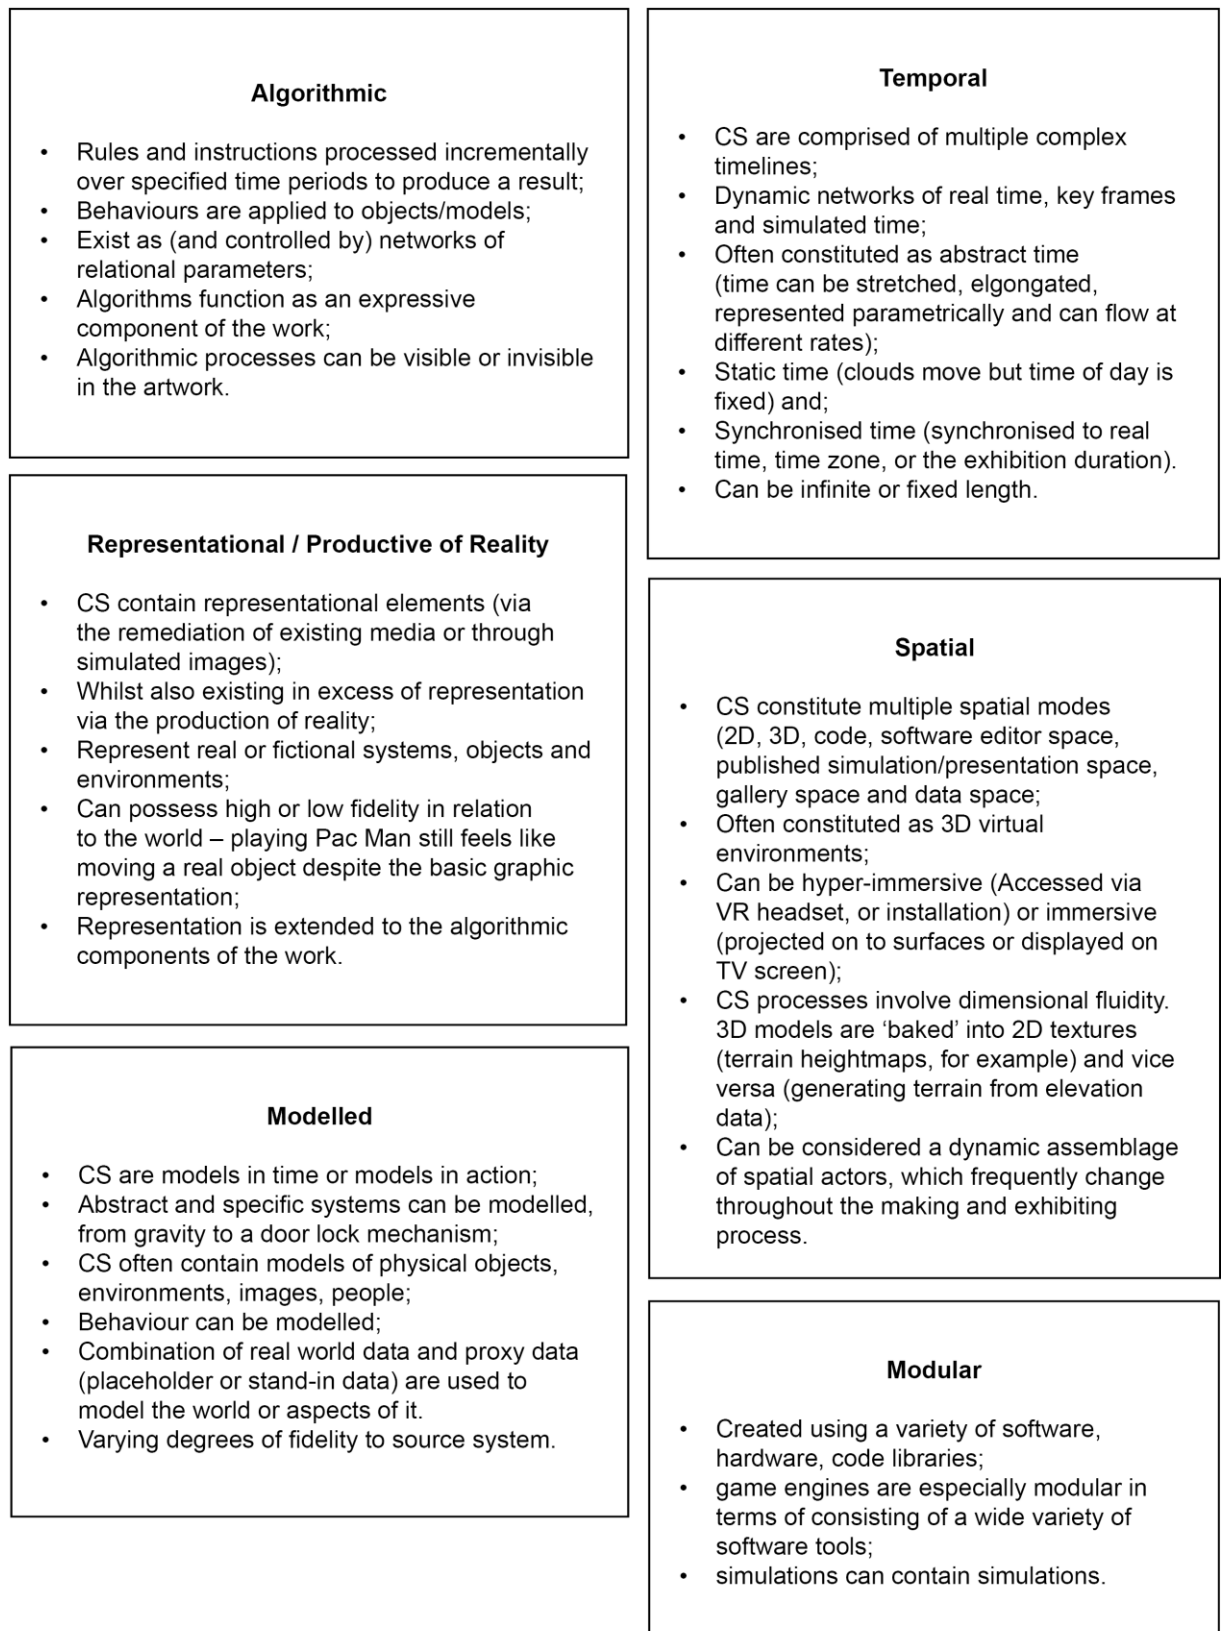 Algorithmic
• Rules and instructions processed incrementally
over specified time periods to produce a result;
• Behaviours are applied to objects/models;
• Exist as (and controlled by) networks of
relational parameters;
• Algorithms function as an expressive
component of the work;
• Algorithmic processes can be visible or invisible
in the artwork.
Representational / Productive of Reality
• CS contain representational elements (via
the remediation of existing media or through
simulated images);
• Whilst also existing in excess of representation
via the production of reality;
• Represent real or fictional systems, objects and
environments;
• Can possess high or low fidelity in relation
to the world – playing Pac Man still feels like
moving a real object despite the basic graphic
representation;
• Representation is extended to the algorithmic
components of the work.
Modelled
• CS are models in time or models in action;
• Abstract and specific systems can be modelled,
from gravity to a door lock mechanism;
• CS often contain models of physical objects,
environments, images, people;
• Behaviour can be modelled;
• Combination of real world data and proxy data
(placeholder or stand-in data) are used to
model the world or aspects of it.
• Varying degrees of fidelity to source system.
Temporal
• CS are comprised of multiple complex
timelines;
• Dynamic networks of real time, key frames
and simulated time;
• Often constituted as abstract time
(time can be stretched, elgongated,
represented parametrically and can flow at
different rates);
• Static time (clouds move but time of day is
fixed) and;
• Synchronised time (synchronised to real
time, time zone, or the exhibition duration).
• Can be infinite or fixed length.
Spatial
• CS constitute multiple spatial modes
(2D, 3D, code, software editor space,
published simulation/presentation space,
gallery space and data space;
• Often constituted as 3D virtual
environments;
• Can be hyper-immersive (Accessed via
VR headset, or installation) or immersive
(projected on to surfaces or displayed on
TV screen);
• CS processes involve dimensional fluidity.
3D models are ‘baked’ into 2D textures
(terrain heightmaps, for example) and vice
versa (generating terrain from elevation
data);
• Can be considered a dynamic assemblage
of spatial actors, which frequently change
throughout the making and exhibiting
process.
Modular
• Created using a variety of software,
hardware, code libraries;
• game engines are especially modular in
terms of consisting of a wide variety of
software tools;
• simulations can contain simulations.